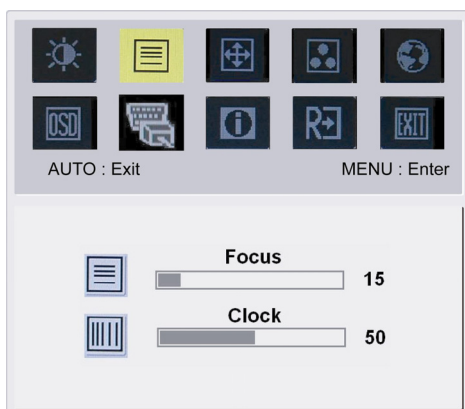 OSD i R EXIT
AUTO : Exit MENU : Enter
Focus
15
Clock
50